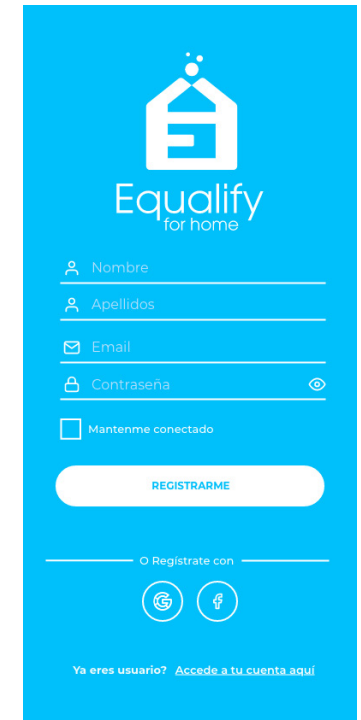 Equalify
for home
Nombre
Apellidos
Email
Contraseña
Mantenme conectado
REGISTRARME
O Regístrate con
Ya eres usuario? Accede a tu cuenta aquí